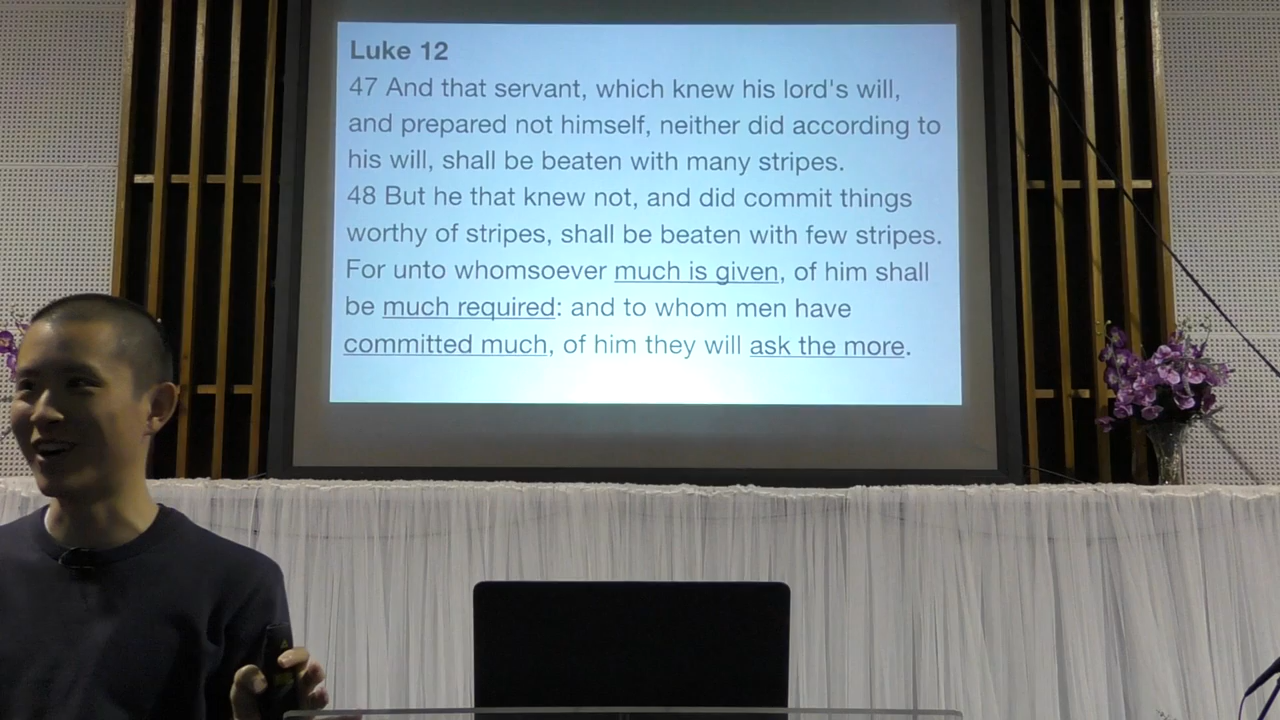 Luke 12
47 And that servant, which knew his lord's will,
and prepared not himself, neither did according to
his will, shall be beaten with many stripes.
48 But he that knew not, and did commit things
worthy of stripes, shall be beaten with few stripes.
For unto whomsoever much is given, of him shall
be much required: and to whom men have
committed much, of him they will ask the more.